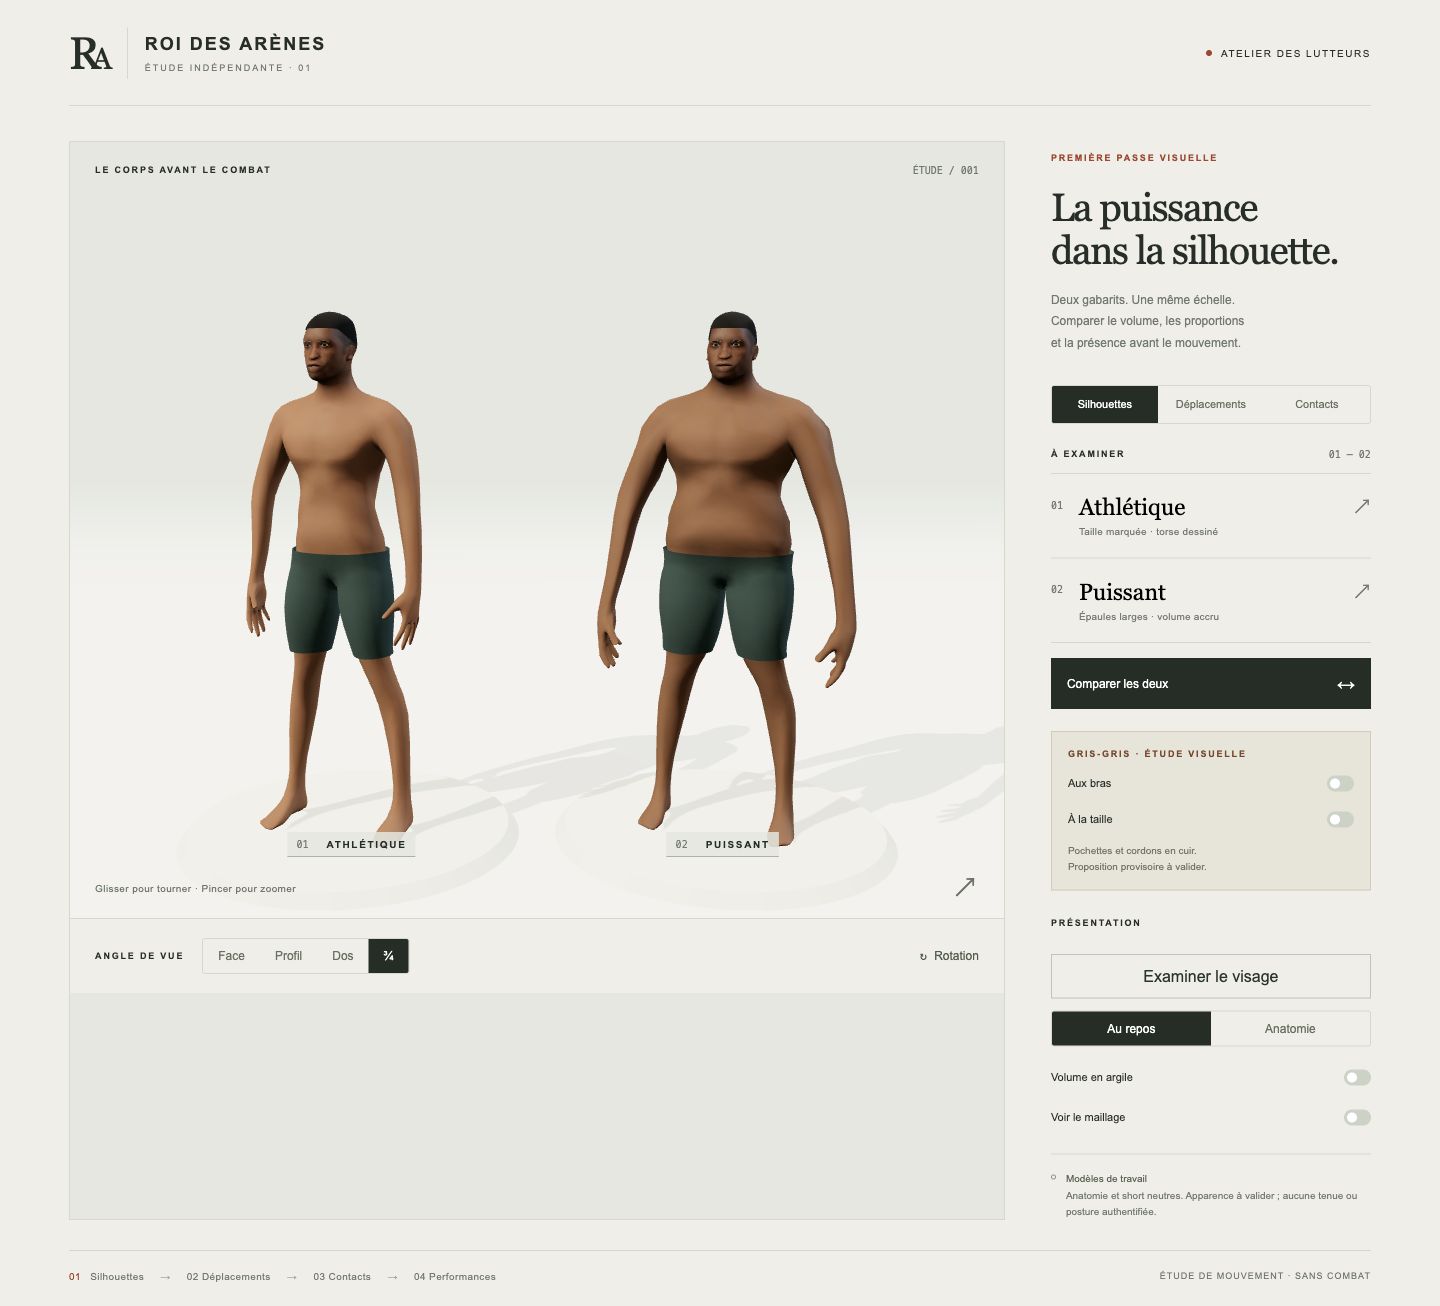 RA
ROI DES ARÈNES
ÉTUDE INDÉPENDANTE · 01
ATELIER DES LUTTEURS
LE CORPS AVANT LE COMBAT
ÉTUDE / 001
01 ATHLÉTIQUE
02 PUISSANT
Glisser pour tourner · Pincer pour zoomer
↗
ANGLE DE VUE
Face
Profil
Dos
¾
↻ Rotation
PREMIÈRE PASSE VISUELLE
La puissance
dans la silhouette.
Deux gabarits. Une même échelle.
Comparer le volume, les proportions
et la présence avant le mouvement.
Silhouettes
Déplacements
Contacts
À EXAMINER
01 — 02
01 Athlétique ↗
Taille marquée · torse dessiné
02 Puissant ↗
Épaules larges · volume accru
Comparer les deux ↔
GRIS-GRIS · ÉTUDE VISUELLE
Aux bras
À la taille
Pochettes et cordons en cuir.
Proposition provisoire à valider.
PRÉSENTATION
Examiner le visage
Au repos
Anatomie
Volume en argile
Voir le maillage
Modèles de travail
Anatomie et short neutres. Apparence à valider ; aucune tenue ou
posture authentifiée.
01 Silhouettes → 02 Déplacements → 03 Contacts → 04 Performances
ÉTUDE DE MOUVEMENT · SANS COMBAT